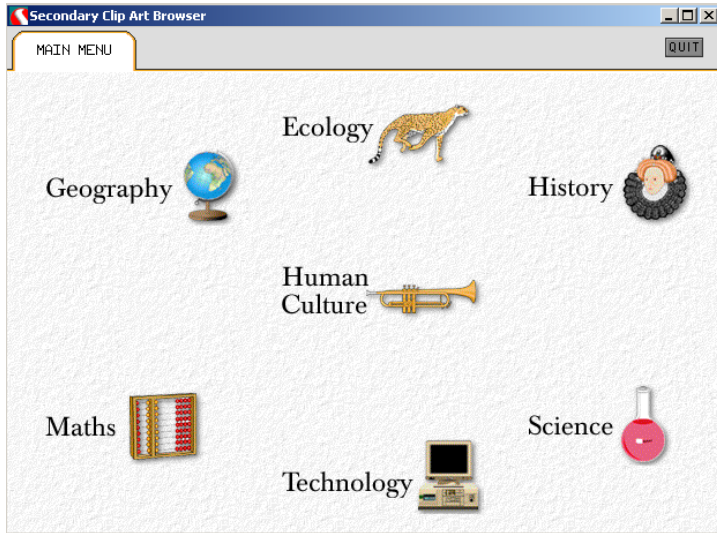 Secondary Clip Art Browser
MAIN MENU
QUIT
Ecology
Geography
History
Human
Culture
Maths
Science
Technology